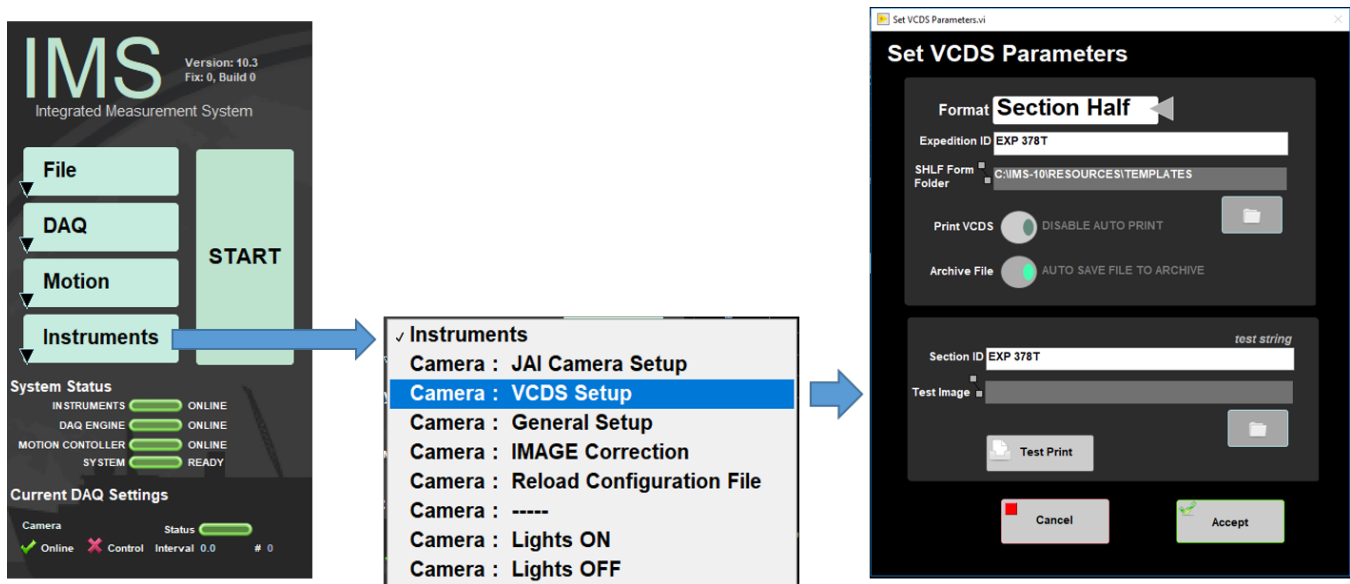 IMS
Version: 10.3
Fix: 0, Build 0
Integrated Measurement System
File
DAQ
Motion
Instruments
START
System Status
INSTRUMENTS ONLINE
DAQ ENGINE ONLINE
MOTION CONTOLLER ONLINE
SYSTEM READY
Current DAQ Settings
Camera
Status
Online Control Interval 0.0 # 0
✓ Instruments
Camera : JAI Camera Setup
Camera : VCDS Setup
Camera : General Setup
Camera : IMAGE Correction
Camera : Reload Configuration File
Camera : -----
Camera : Lights ON
Camera : Lights OFF
Set VCDS Parameters.vi
Set VCDS Parameters
Format Section Half
Expedition ID EXP 378T
SHLF Form
Folder
C:\IMS-10\RESOURCES\TEMPLATES
Print VCDS DISABLE AUTO PRINT
Archive File AUTO SAVE FILE TO ARCHIVE
test string
Section ID EXP 378T
Test Image
Test Print
Cancel
Accept